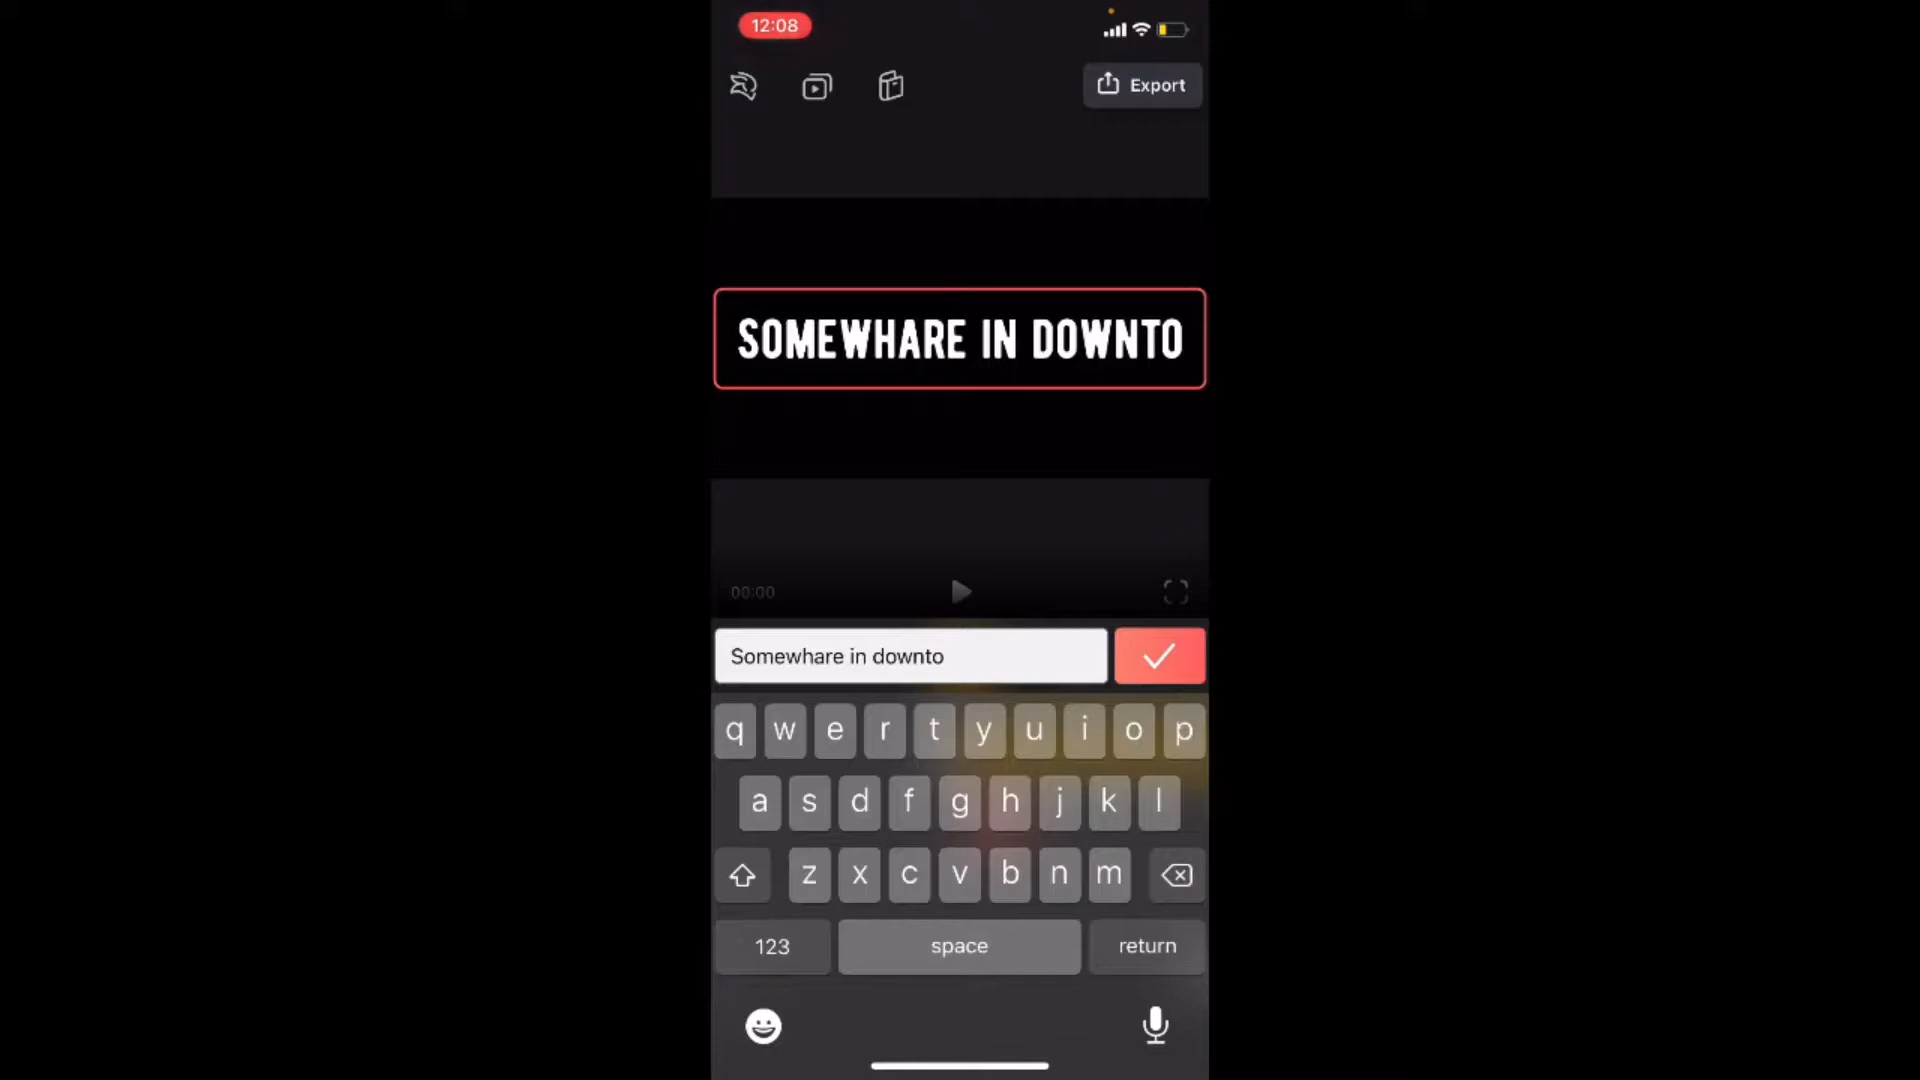 12:08
Export
SOMEWHARE IN DOWNTO
00:00
Somewhare in downto
q w e r t y u i o p
a s d f g h j k l
z x c v b n m
123 space return